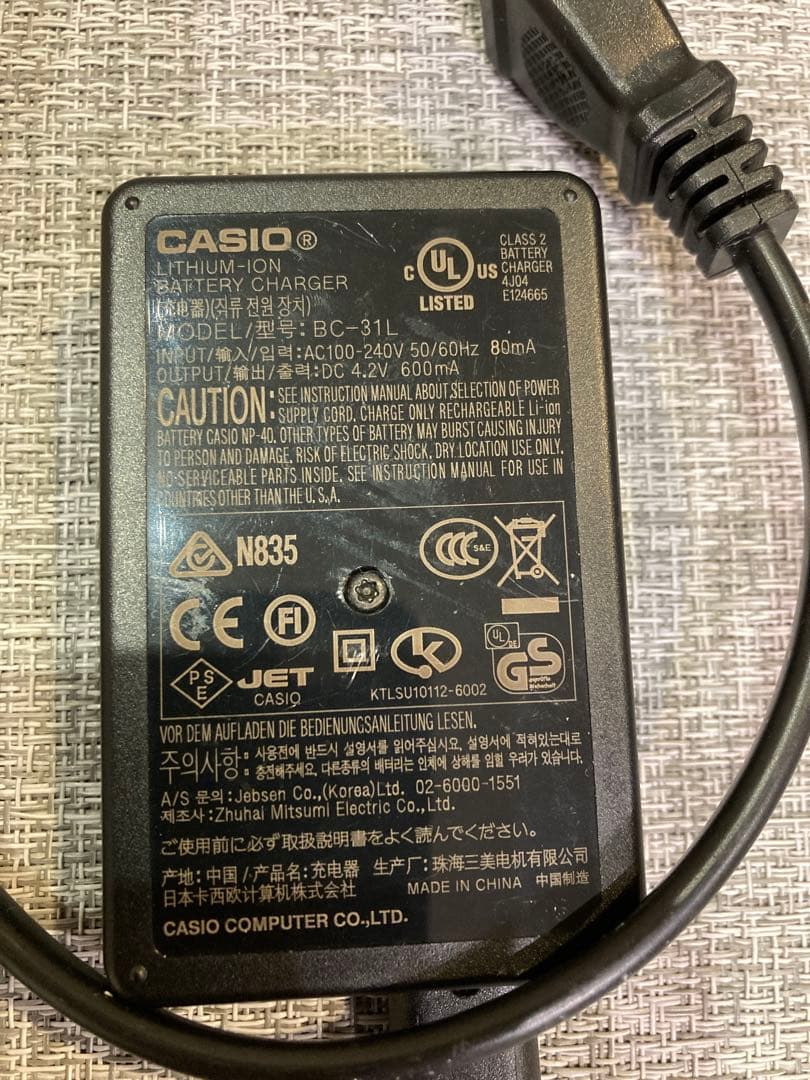 CASIO®
LITHIUM-ION
BATTERY CHARGER
(充电器)(직류 전원 장치)
MODEL/型号: BC-31L
INPUT/输入/입력:AC100-240V 50/60Hz 80mA
OUTPUT/输出/출력:DC 4.2V 600mA
C UL US
LISTED
CLASS 2
BATTERY
CHARGER
4J04
E124665
CAUTION: SEE INSTRUCTION MANUAL ABOUT SELECTION OF POWER
SUPPLY CORD. CHARGE ONLY RECHARGEABLE Li-ion
BATTERY CASIO NP-40. OTHER TYPES OF BATTERY MAY BURST CAUSING INJURY
TO PERSON AND DAMAGE. RISK OF ELECTRIC SHOCK. DRY LOCATION USE ONLY.
NO SERVICEABLE PARTS INSIDE. SEE INSTRUCTION MANUAL FOR USE IN
COUNTRIES OTHER THAN THE U.S.A.
N835
CCC S&E
CE FI
PSE JET
CASIO
KTLSU10112-6002
UL DE
GS
geprüfte
Sicherheit
VOR DEM AUFLADEN DIE BEDIENUNGSANLEITUNG LESEN.
주의사항: 사용전에 반드시 설명서를 읽어주십시요. 설명서에 적혀있는대로
충전해주세요. 다른종류의 배터리는 인체에 상해를 입힐 우려가 있습니다.
A/S 문의:Jebsen Co.,(Korea)Ltd. 02-6000-1551
제조사:Zhuhai Mitsumi Electric Co.,Ltd.
ご使用前に必ず取扱説明書をよく読んでください。
产地:中国/产品名:充电器 生产厂:珠海三美电机有限公司
日本卡西欧计算机株式会社 MADE IN CHINA 中国制造
CASIO COMPUTER CO.,LTD.